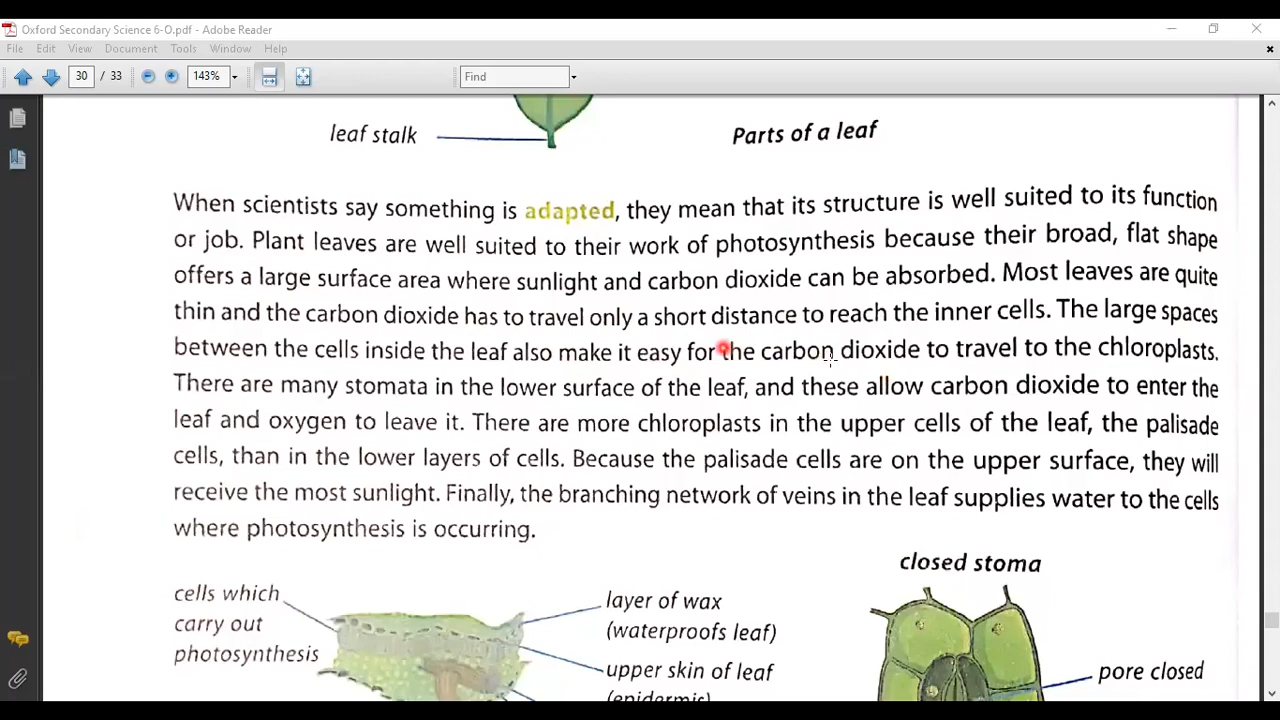 Oxford Secondary Science 6-O.pdf - Adobe Reader
File Edit View Document Tools Window Help
30 / 33 143% Find
leaf stalk
Parts of a leaf
When scientists say something is adapted, they mean that its structure is well suited to its function
or job. Plant leaves are well suited to their work of photosynthesis because their broad, flat shape
offers a large surface area where sunlight and carbon dioxide can be absorbed. Most leaves are quite
thin and the carbon dioxide has to travel only a short distance to reach the inner cells. The large spaces
between the cells inside the leaf also make it easy for the carbon dioxide to travel to the chloroplasts.
There are many stomata in the lower surface of the leaf, and these allow carbon dioxide to enter the
leaf and oxygen to leave it. There are more chloroplasts in the upper cells of the leaf, the palisade
cells, than in the lower layers of cells. Because the palisade cells are on the upper surface, they will
receive the most sunlight. Finally, the branching network of veins in the leaf supplies water to the cells
where photosynthesis is occurring.
closed stoma
cells which
carry out
photosynthesis
layer of wax
(waterproofs leaf)
upper skin of leaf
(epidermis)
pore closed